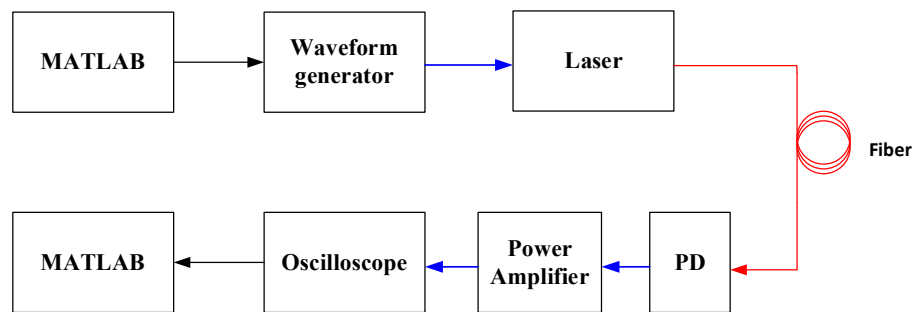 MATLAB
Waveform
generator
Laser
Fiber
MATLAB
Oscilloscope
Power
Amplifier
PD